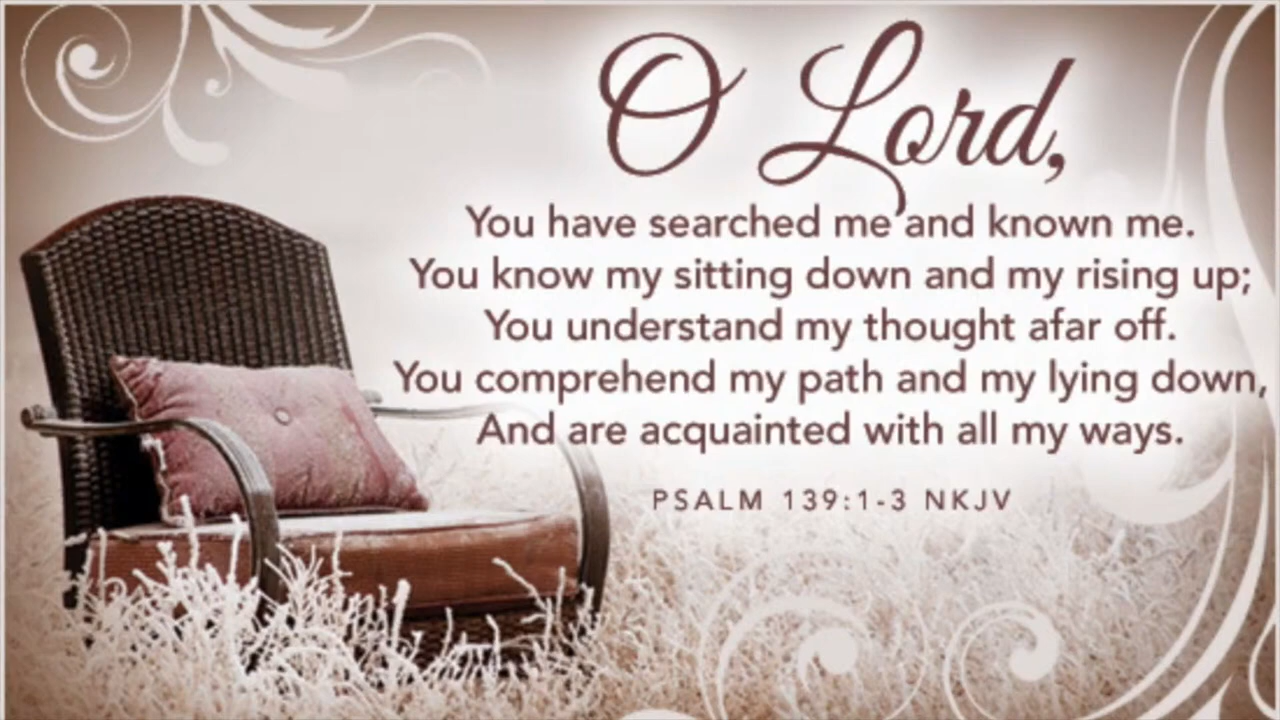 O Lord,
You have searched me and known me.
You know my sitting down and my rising up;
You understand my thought afar off.
You comprehend my path and my lying down,
And are acquainted with all my ways.
PSALM 139:1-3 NKJV